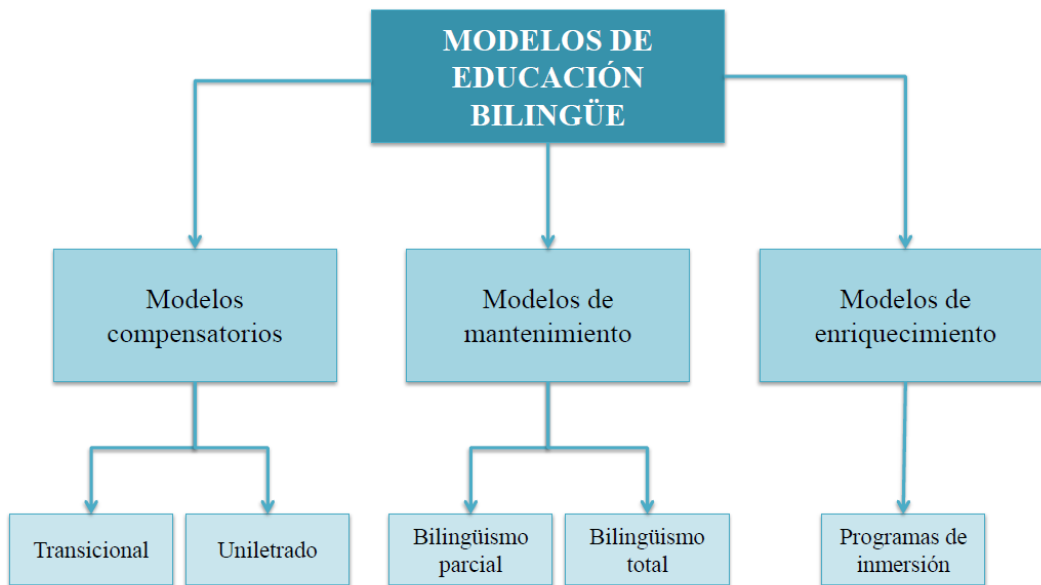 MODELOS DE
EDUCACIÓN
BILINGÜE
Modelos
compensatorios
Modelos de
mantenimiento
Modelos de
enriquecimiento
Transicional
Uniletrado
Bilingüismo
parcial
Bilingüismo
total
Programas de
inmersión